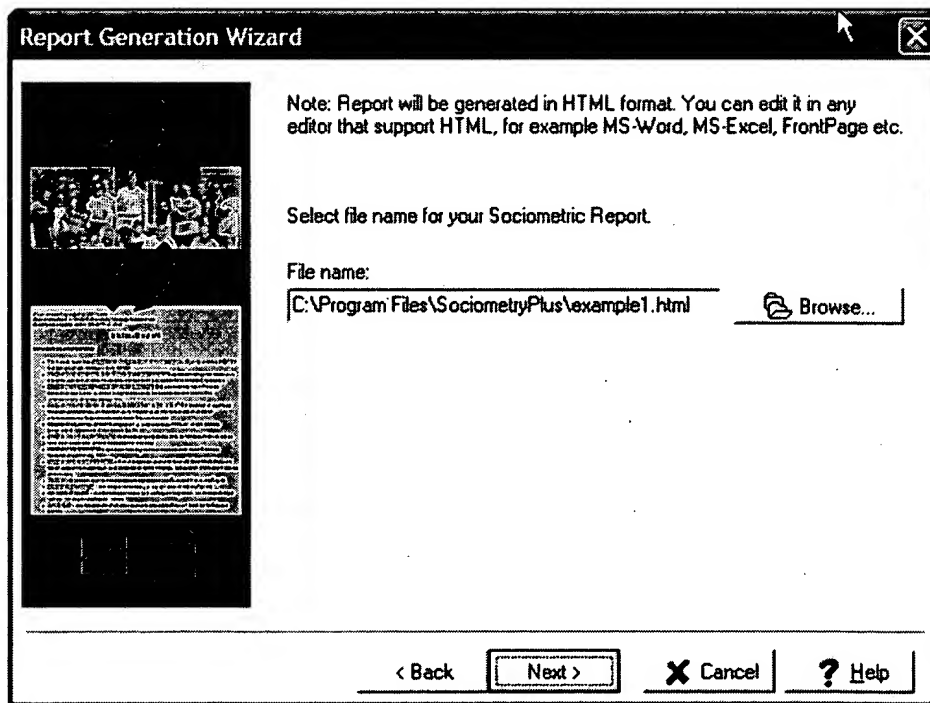 Report Generation Wizard
Note: Report will be generated in HTML format. You can edit it in any
editor that support HTML, for example MS-Word, MS-Excel, FrontPage etc.
Select file name for your Sociometric Report.
File name:
C:\Program Files\SociometryPlus\example1.html
Browse...
< Back
Next >
Cancel
Help